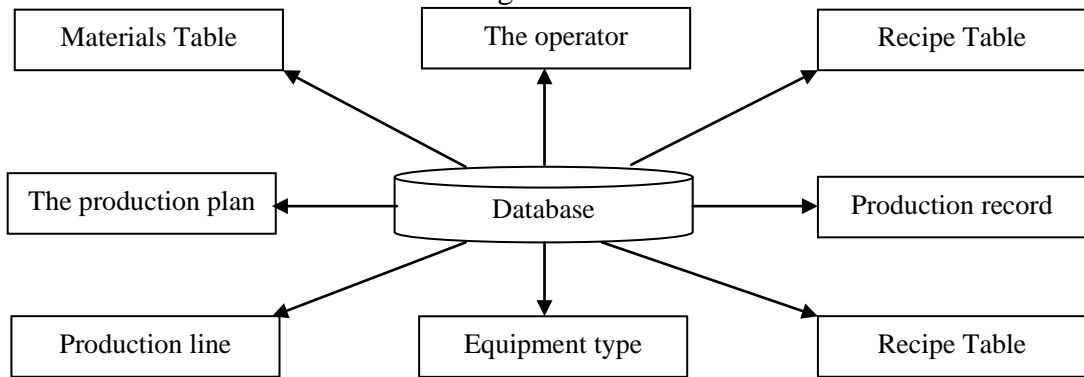 Materials Table
The operator
Recipe Table
The production plan
Database
Production record
Production line
Equipment type
Recipe Table